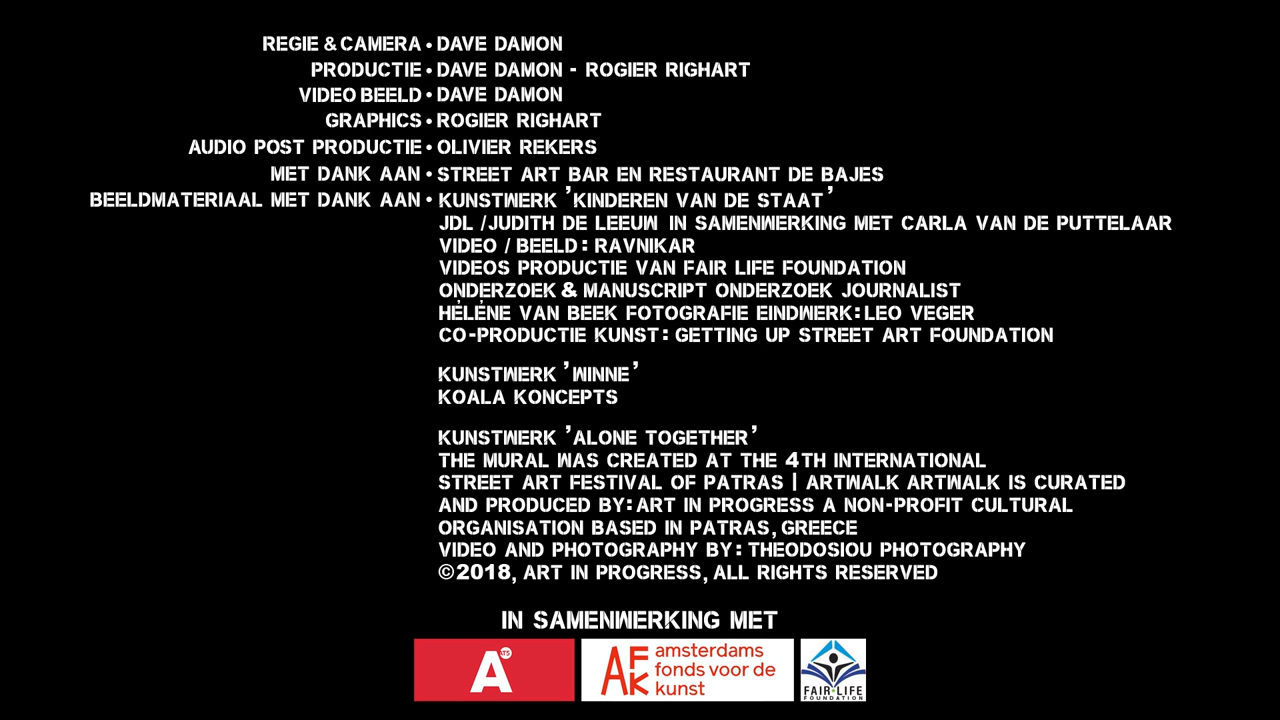 REGIE & CAMERA • DAVE DAMON
PRODUCTIE • DAVE DAMON - ROGIER RIGHART
VIDEO BEELD • DAVE DAMON
GRAPHICS • ROGIER RIGHART
AUDIO POST PRODUCTIE • OLIVIER REKERS
MET DANK AAN • STREET ART BAR EN RESTAURANT DE BAJES
BEELDMATERIAAL MET DANK AAN • KUNSTWERK ’KINDEREN VAN DE STAAT’
JDL /JUDITH DE LEEUW IN SAMENWERKING MET CARLA VAN DE PUTTELAAR
VIDEO / BEELD: RAVNIKAR
VIDEOS PRODUCTIE VAN FAIR LIFE FOUNDATION
ONDERZOEK & MANUSCRIPT ONDERZOEK JOURNALIST
HÉLÉNE VAN BEEK FOTOGRAFIE EINDWERK: LEO VEGER
CO-PRODUCTIE KUNST: GETTING UP STREET ART FOUNDATION
KUNSTWERK ’WINNE’
KOALA KONCEPTS
KUNSTWERK ’ALONE TOGETHER’
THE MURAL WAS CREATED AT THE 4TH INTERNATIONAL
STREET ART FESTIVAL OF PATRAS | ARTWALK ARTWALK IS CURATED
AND PRODUCED BY: ART IN PROGRESS A NON-PROFIT CULTURAL
ORGANISATION BASED IN PATRAS, GREECE
VIDEO AND PHOTOGRAPHY BY: THEODOSIOU PHOTOGRAPHY
©2018, ART IN PROGRESS, ALL RIGHTS RESERVED
IN SAMENWERKING MET
A AT5
AFK amsterdams
fonds voor de
kunst
FAIR LIFE
FOUNDATION